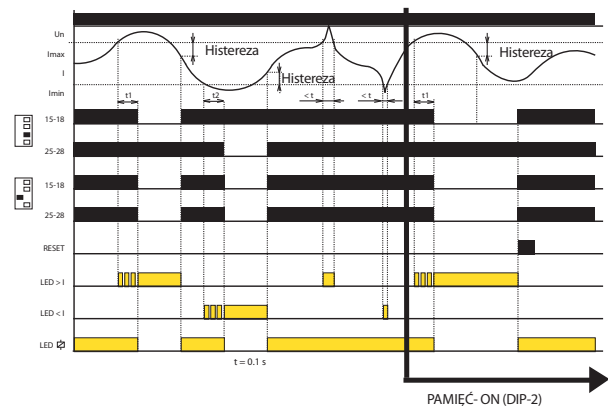 Un
Imax
Histereza
Histereza
I
Histereza
Imin
t1
t2
< t
< t
t1
15-18
25-28
15-18
25-28
RESET
LED > I
LED < I
LED
t = 0.1 s
PAMIĘĆ- ON (DIP-2)